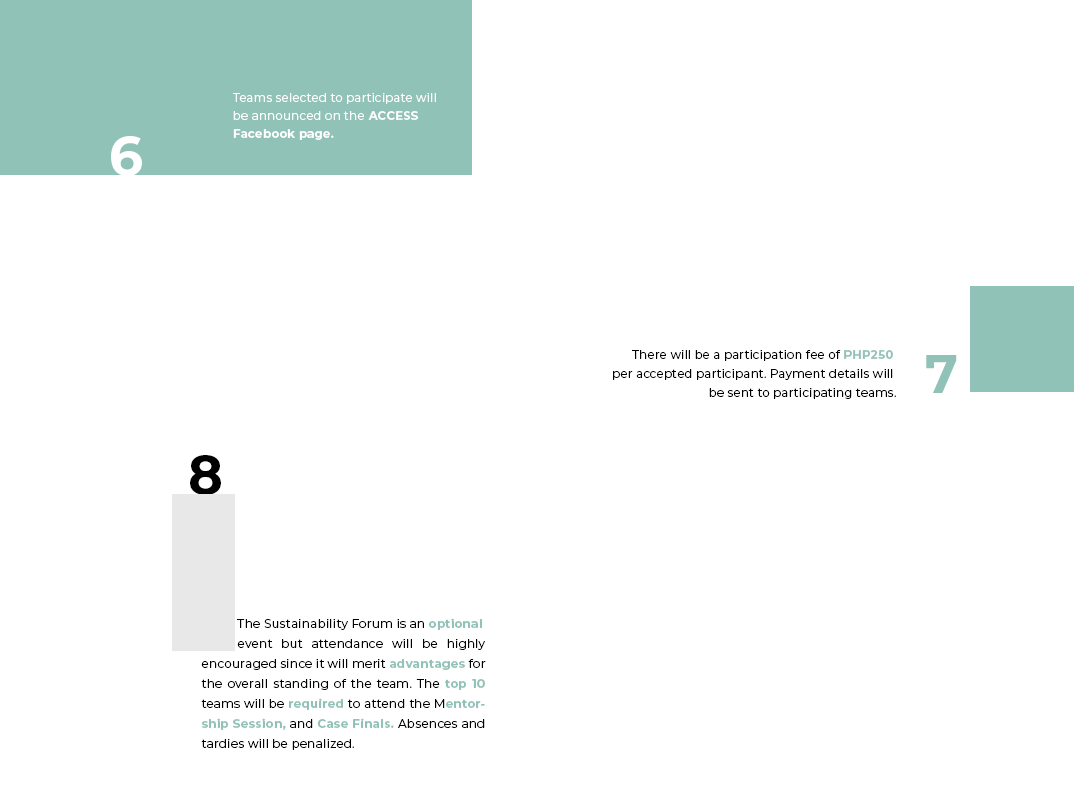 Teams selected to participate will
be announced on the ACCESS
Facebook page.
6
There will be a participation fee of PHP250
per accepted participant. Payment details will
be sent to participating teams.
7
8
The Sustainability Forum is an optional
event but attendance will be highly
encouraged since it will merit advantages for
the overall standing of the team. The top 10
teams will be required to attend the Mentor-
ship Session, and Case Finals. Absences and
tardies will be penalized.